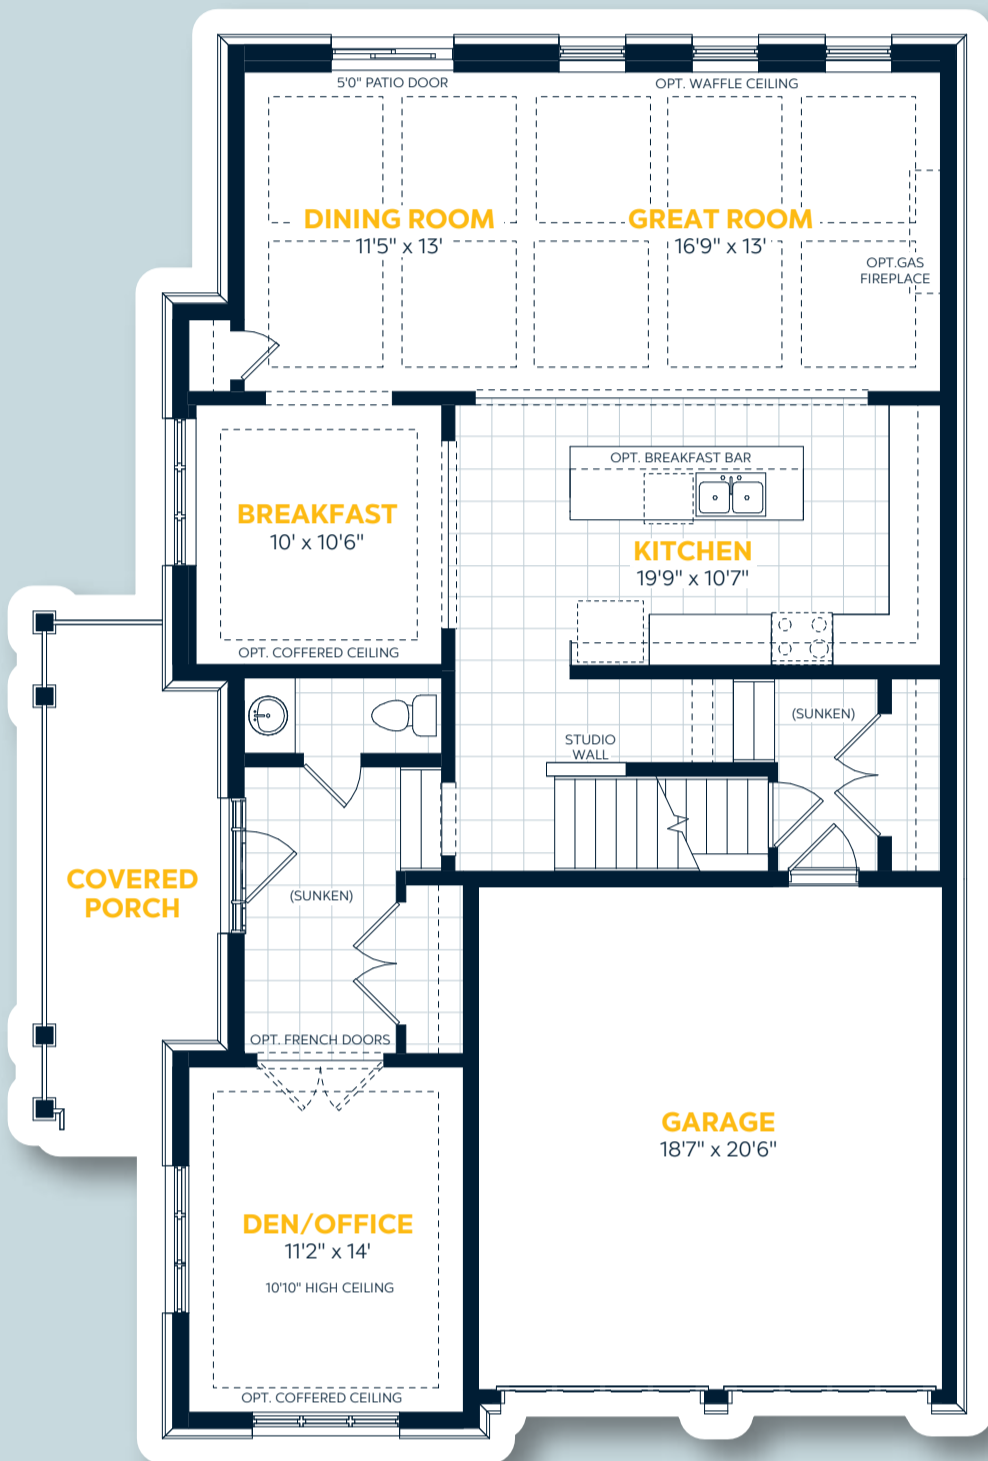 5'0" PATIO DOOR
OPT. WAFFLE CEILING
DINING ROOM
11'5" x 13'
GREAT ROOM
16'9" x 13'
OPT.GAS
FIREPLACE
BREAKFAST
10' x 10'6"
OPT. COFFERED CEILING
OPT. BREAKFAST BAR
KITCHEN
19'9" x 10'7"
STUDIO
WALL
(SUNKEN)
COVERED
PORCH
(SUNKEN)
OPT. FRENCH DOORS
GARAGE
18'7" x 20'6"
DEN/OFFICE
11'2" x 14'
10'10" HIGH CEILING
OPT. COFFERED CEILING